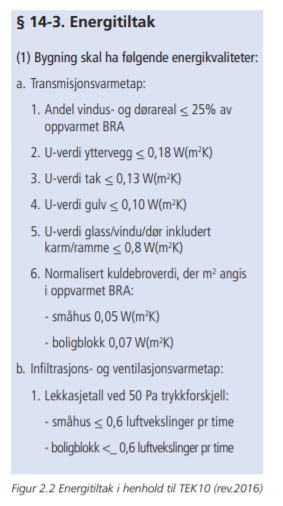 § 14-3. Energitiltak
(1) Bygning skal ha følgende energikvaliteter:
a. Transmisjonsvarmetap:
1. Andel vindus- og dørareal ≤ 25% av
oppvarmet BRA
2. U-verdi yttervegg ≤ 0,18 W(m²K)
3. U-verdi tak ≤ 0,13 W(m²K)
4. U-verdi gulv ≤ 0,10 W(m²K)
5. U-verdi glass/vindu/dør inkludert
karm/ramme ≤ 0,8 W(m²K)
6. Normalisert kuldebroverdi, der m² angis
i oppvarmet BRA:
- småhus 0,05 W(m²K)
- boligblokk 0,07 W(m²K)
b. Infiltrasjons- og ventilasjonsvarmetap:
1. Lekkasjetall ved 50 Pa trykkforskjell:
- småhus ≤ 0,6 luftvekslinger pr time
- boligblokk <_ 0,6 luftvekslinger pr time
Figur 2.2 Energitiltak i henhold til TEK10 (rev.2016)